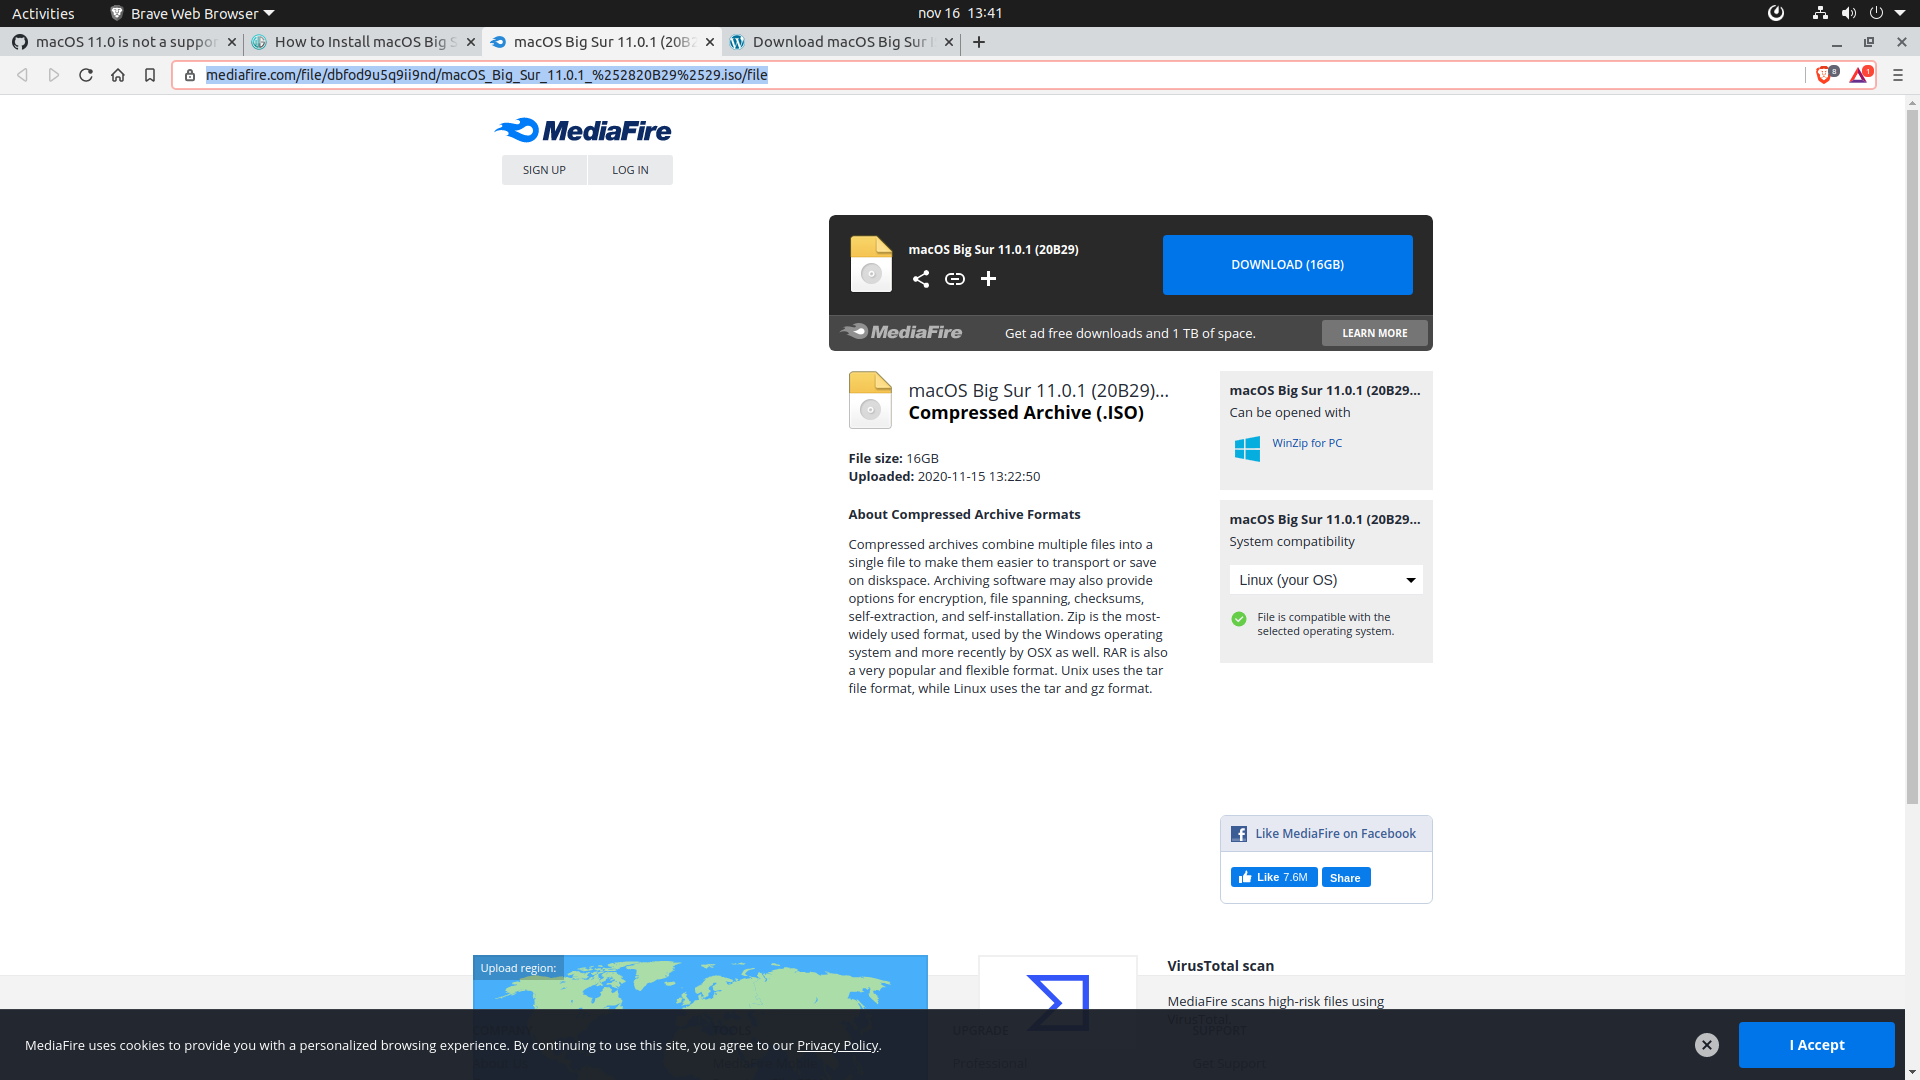 Activities
Brave Web Browser
nov 16 13:41
macOS 11.0 is not a suppor
How to Install macOS Big S
macOS Big Sur 11.0.1 (20B2
Download macOS Big Sur
mediafire.com/file/dbfod9u5q9ii9nd/macOS_Big_Sur_11.0.1_%252820B29%2529.iso/file
8
1
MediaFire
SIGN UP
LOG IN
macOS Big Sur 11.0.1 (20B29)
DOWNLOAD (16GB)
MediaFire
Get ad free downloads and 1 TB of space.
LEARN MORE
macOS Big Sur 11.0.1 (20B29)...
Compressed Archive (.ISO)
File size: 16GB
Uploaded: 2020-11-15 13:22:50
About Compressed Archive Formats
Compressed archives combine multiple files into a
single file to make them easier to transport or save
on diskspace. Archiving software may also provide
options for encryption, file spanning, checksums,
self-extraction, and self-installation. Zip is the most-
widely used format, used by the Windows operating
system and more recently by OSX as well. RAR is also
a very popular and flexible format. Unix uses the tar
file format, while Linux uses the tar and gz format.
macOS Big Sur 11.0.1 (20B29...
Can be opened with
WinZip for PC
macOS Big Sur 11.0.1 (20B29...
System compatibility
Linux (your OS)
File is compatible with the
selected operating system.
Like MediaFire on Facebook
Like 7.6M
Share
Upload region:
VirusTotal scan
MediaFire scans high-risk files using
VirusTotal.
UPGRADE
SUPPORT
Professional
Get Support
MediaFire uses cookies to provide you with a personalized browsing experience. By continuing to use this site, you agree to our Privacy Policy.
I Accept